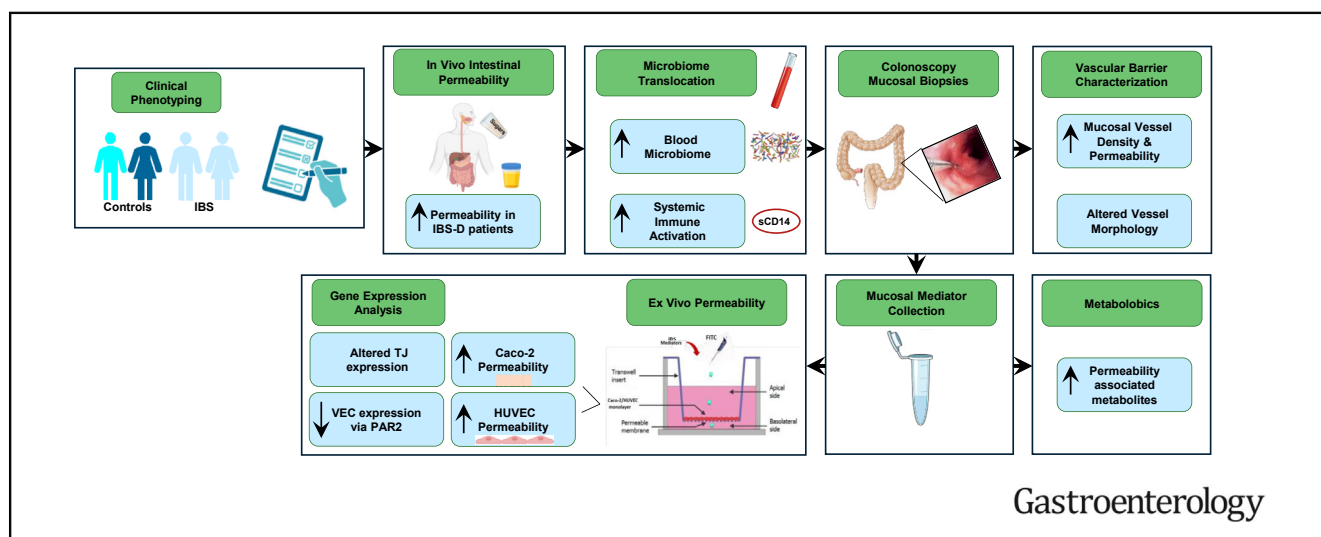 Clinical
Phenotyping
Controls
IBS
In Vivo Intestinal
Permeability
Sugars
Permeability in
IBS-D patients
Microbiome
Translocation
Blood
Microbiome
Systemic
Immune
Activation
sCD14
Colonoscopy
Mucosal Biopsies
Vascular Barrier
Characterization
Mucosal Vessel
Density &
Permeability
Altered Vessel
Morphology
Gene Expression
Analysis
Altered TJ
expression
VEC expression
via PAR2
Caco-2
Permeability
HUVEC
Permeability
Ex Vivo Permeability
IBS
Mediators
FITC
Transwell
insert
Apical
side
Caco-2/HUVEC
monolayer
Permeable
membrane
Basolateral
side
Mucosal Mediator
Collection
Metabolobics
Permeability
associated
metabolites
Gastroenterology